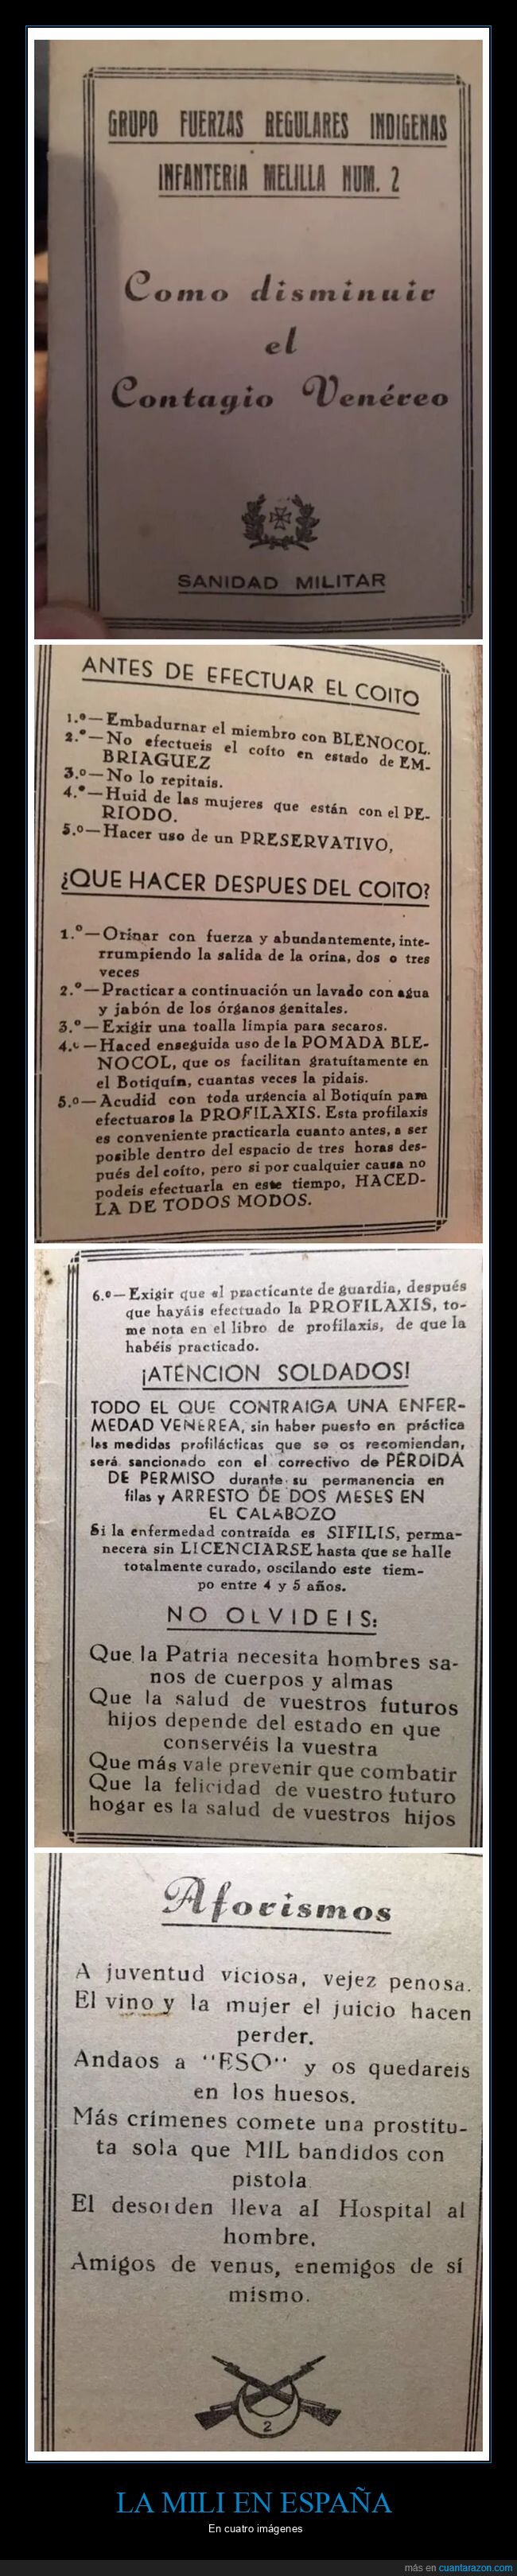 GRUPO FUERZAS REGULARES INDIGENAS
INFANTERIA MELILLA NUM. 2
Como disminuir
el
Contagio Venéreo
SANIDAD MILITAR
ANTES DE EFECTUAR EL COITO
1.º—Embadurnar el miembro con BLENOCOL.
2.º—No efectueis el coíto en estado de EM-
BRIAGUEZ
3.º—No lo repitais.
4.º—Huid de las mujeres que están con el PE-
RIODO.
5.º—Hacer uso de un PRESERVATIVO,
¿QUE HACER DESPUES DEL COITO?
1.º—Orinar con fuerza y abundantemente, inte-
rrumpiendo la salida de la orina, dos o tres
veces
2.º—Practicar a continuación un lavado con agua
y jabón de los órganos genitales.
3.º—Exigir una toalla limpia para secaros.
4.º—Haced enseguida uso de la POMADA BLE-
NOCOL, que os facilitan gratuítamente en
el Botiquín, cuantas veces la pidais.
5.º—Acudid con toda urgencia al Botiquín para
efectuaros la PROFILAXIS. Esta profilaxis
es conveniente practicarla cuanto antes, a ser
posible dentro del espacio de tres horas des-
pués del coíto, pero si por cualquier causa no
podeis efectuarla en este tiempo, HACED-
LA DE TODOS MODOS.
6.º—Exigir que el practicante de guardia, después
que hayáis efectuado la PROFILAXIS, to-
me nota en el libro de profilaxis, de que la
habéis practicado.
¡ATENCION SOLDADOS!
TODO EL QUE CONTRAIGA UNA ENFER-
MEDAD VENEREA, sin haber puesto en práctica
las medidas profilácticas que se os recomiendan,
será sancionado con el correctivo de PÉRDIDA
DE PERMISO durante su permanencia en
filas y ARRESTO DE DOS MESES EN
EL CALABOZO
Si la enfermedad contraída es SIFILIS, perma-
necerá sin LICENCIARSE hasta que se halle
totalmente curado, oscilando este tiem-
po entre 4 y 5 años.
NO OLVIDEIS:
Que la Patria necesita hombres sa-
nos de cuerpos y almas
Que la salud de vuestros futuros
hijos depende del estado en que
conservéis la vuestra
Que más vale prevenir que combatir
Que la felicidad de vuestro futuro
hogar es la salud de vuestros hijos
Aforismos
A juventud viciosa, vejez penosa.
El vino y la mujer el juicio hacen
perder.
Andaos a "ESO" y os quedareis
en los huesos.
Más crímenes comete una prostitu-
ta sola que MIL bandidos con
pistola
El desorden lleva al Hospital al
hombre.
Amigos de venus, enemigos de sí
mismo.
2
LA MILI EN ESPAÑA
En cuatro imágenes
más en cuantarazon.com